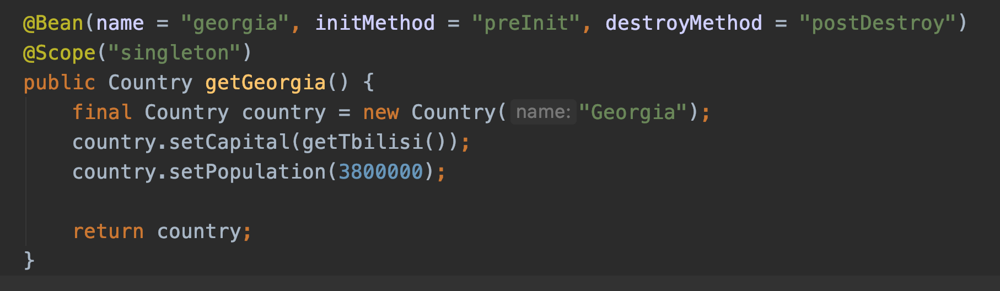 @Bean(name = "georgia", initMethod = "preInit", destroyMethod = "postDestroy")
@Scope("singleton")
public Country getGeorgia() {
    final Country country = new Country( name: "Georgia");
    country.setCapital(getTbilisi());
    country.setPopulation(3800000);

    return country;
}